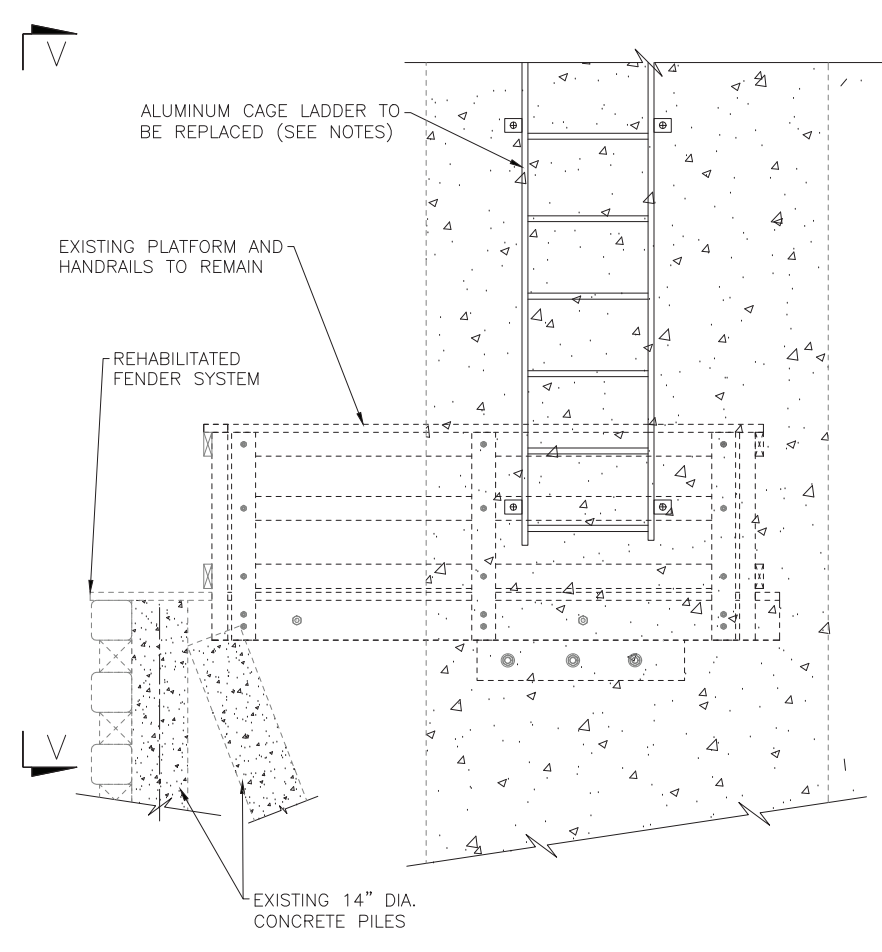 V
ALUMINUM CAGE LADDER TO
BE REPLACED (SEE NOTES)
EXISTING PLATFORM AND
HANDRAILS TO REMAIN
REHABILITATED
FENDER SYSTEM
V
EXISTING 14" DIA.
CONCRETE PILES